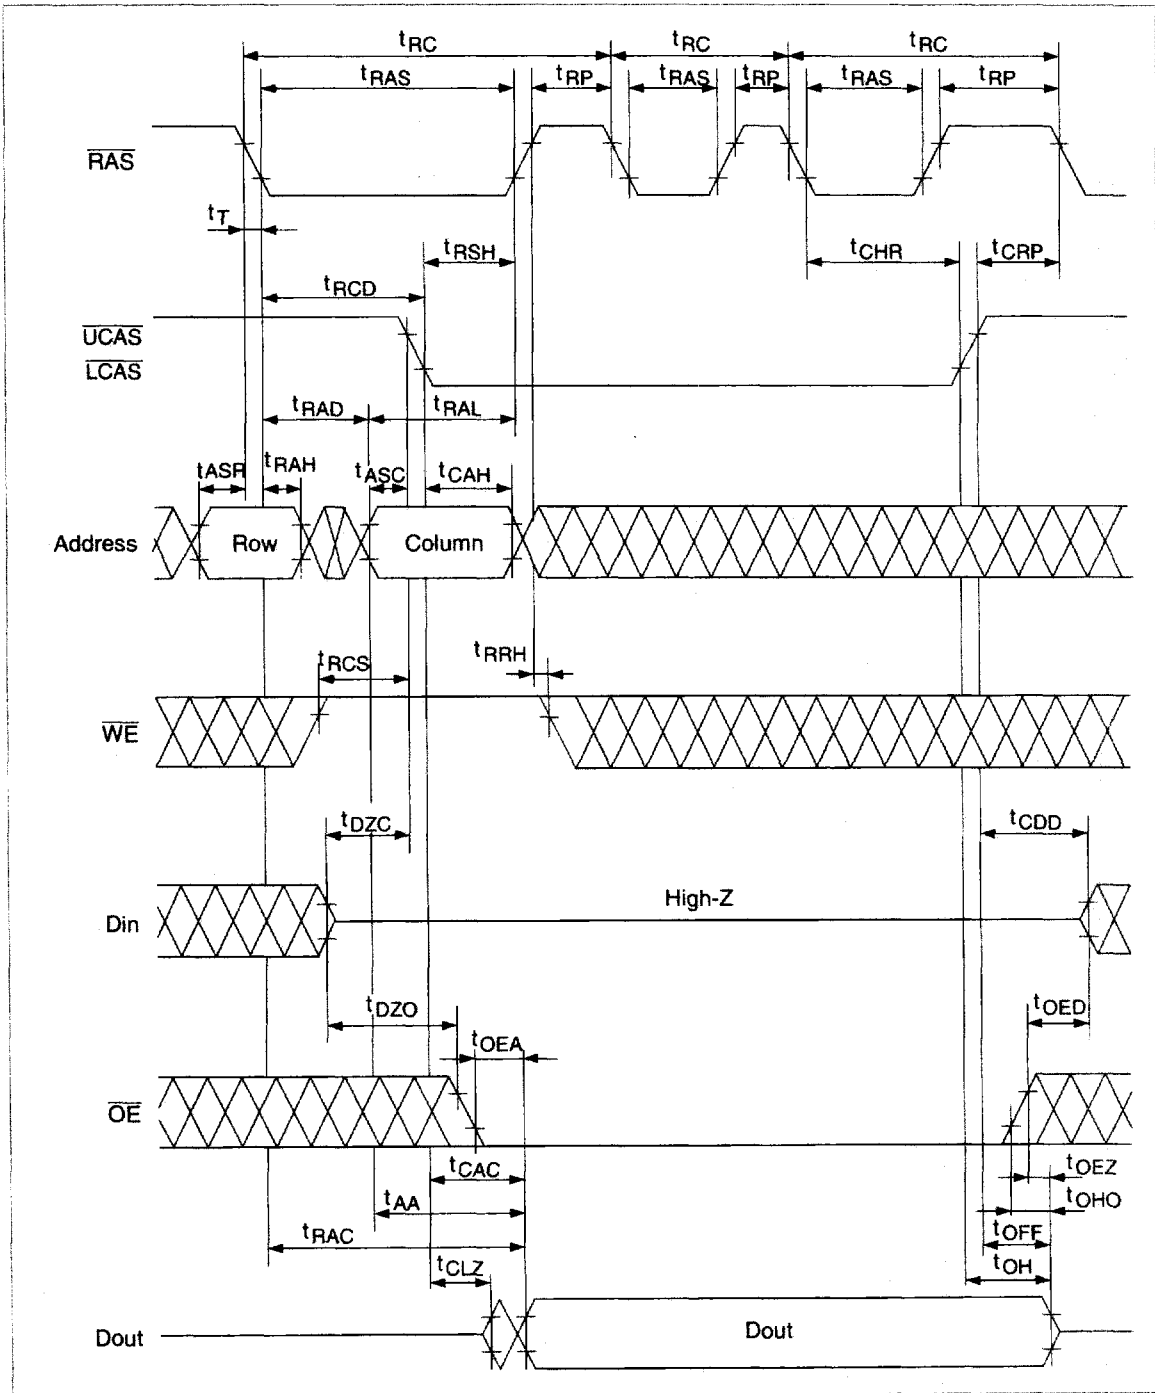 tRC tRC tRC
tRAS tRP tRAS tRP tRAS tRP
RAS
tT
tRSH tCHR tCRP
tRCD
UCAS
LCAS
tRAD tRAL
tASR tRAH tASC tCAH
Address Row Column
tRCS tRRH
WE
tDZC tCDD
High-Z
Din
tDZO tOED
tOEA
OE
tCAC tOEZ
tAA tOHO
tRAC tOFF
tCLZ tOH
Dout Dout